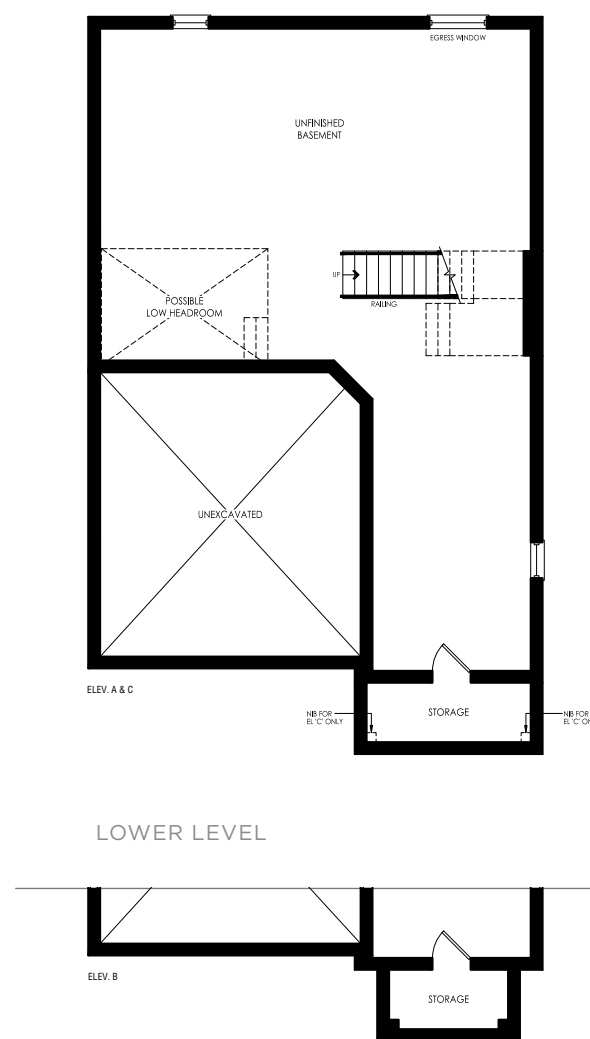 EGRESS WINDOW
UNFINISHED
BASEMENT
UP
RAILING
POSSIBLE
LOW HEADROOM
UNEXCAVATED
ELEV. A & C
NIB FOR
EL 'C' ONLY
STORAGE
NIB FOR
EL 'C' ON
LOWER LEVEL
ELEV. B
STORAGE